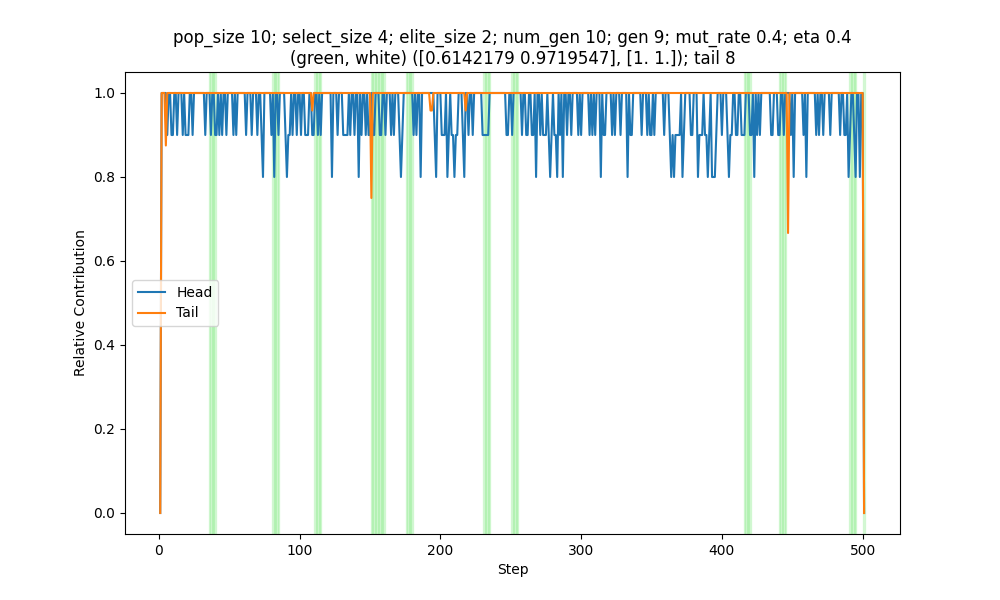 pop_size 10; select_size 4; elite_size 2; num_gen 10; gen 9; mut_rate 0.4; eta 0.4
(green, white) ([0.6142179 0.9719547], [1. 1.]); tail 8
1.0
0.8
0.6
0.4
0.2
0.0
Relative Contribution
Head
Tail
0
100
200
300
400
500
Step